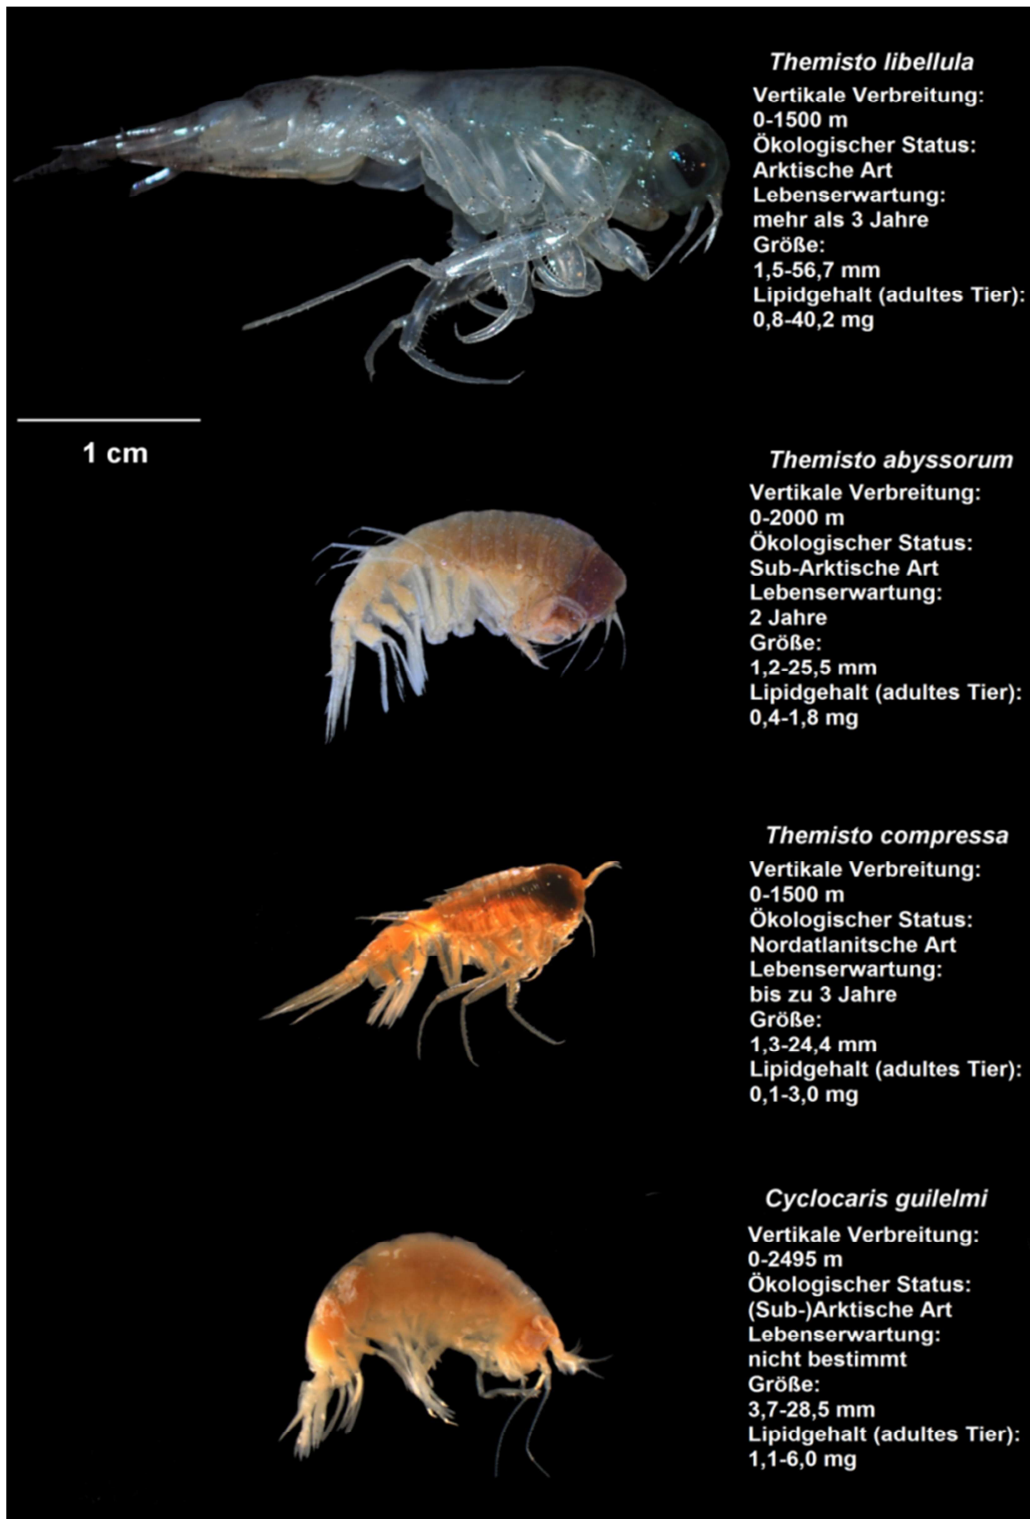 Themisto libellula
Vertikale Verbreitung:
0-1500 m
Ökologischer Status:
Arktische Art
Lebenserwartung:
mehr als 3 Jahre
Größe:
1,5-56,7 mm
Lipidgehalt (adultes Tier):
0,8-40,2 mg
1 cm
Themisto abyssorum
Vertikale Verbreitung:
0-2000 m
Ökologischer Status:
Sub-Arktische Art
Lebenserwartung:
2 Jahre
Größe:
1,2-25,5 mm
Lipidgehalt (adultes Tier):
0,4-1,8 mg
Themisto compressa
Vertikale Verbreitung:
0-1500 m
Ökologischer Status:
Nordatlanitsche Art
Lebenserwartung:
bis zu 3 Jahre
Größe:
1,3-24,4 mm
Lipidgehalt (adultes Tier):
0,1-3,0 mg
Cyclocaris guilelmi
Vertikale Verbreitung:
0-2495 m
Ökologischer Status:
(Sub-)Arktische Art
Lebenserwartung:
nicht bestimmt
Größe:
3,7-28,5 mm
Lipidgehalt (adultes Tier):
1,1-6,0 mg